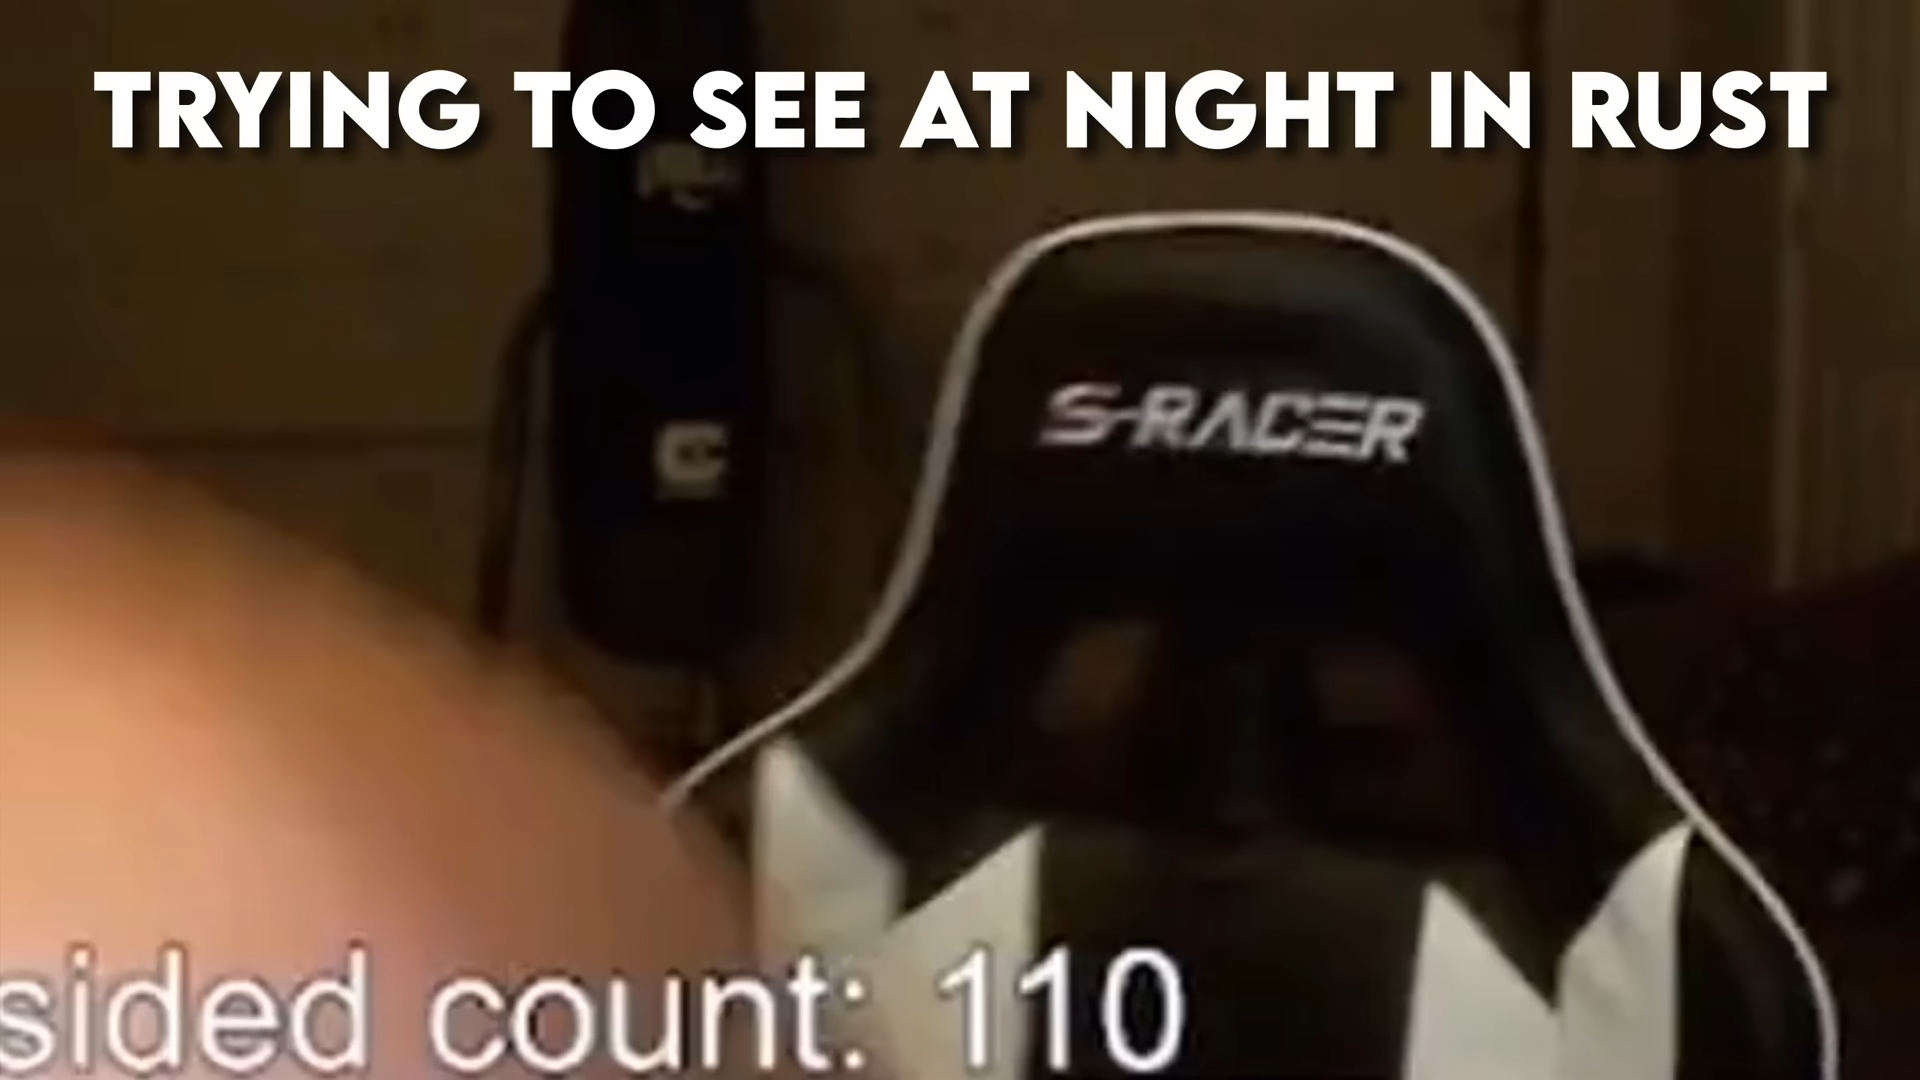 TRYING TO SEE AT NIGHT IN RUST
S-RACER
sided count: 110